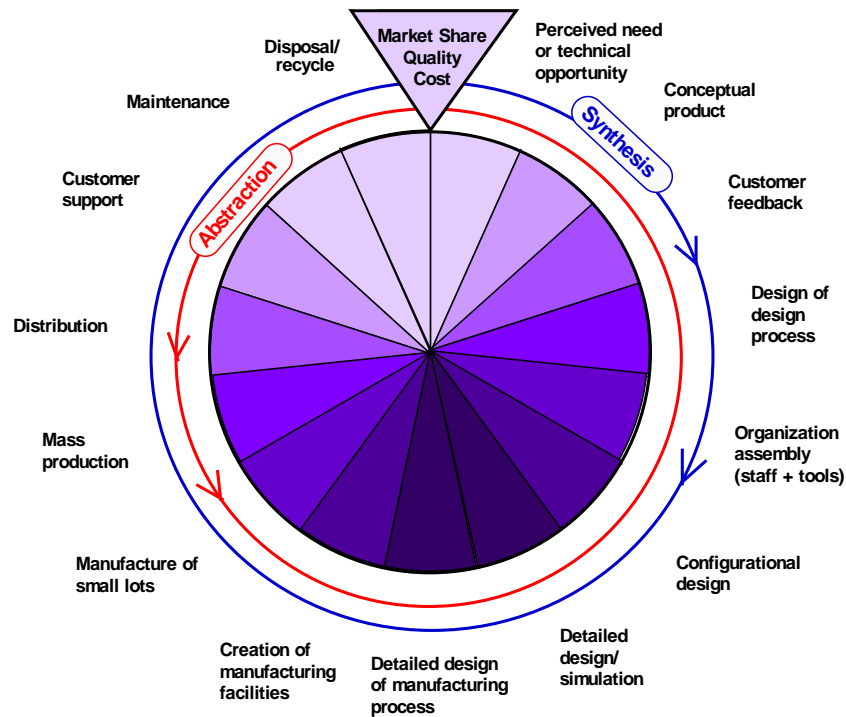 Market Share
Quality
Cost
Perceived need
or technical
opportunity
Conceptual
product
Synthesis
Customer
feedback
Design of
design
process
Organization
assembly
(staff + tools)
Configurational
design
Detailed
design/
simulation
Detailed design
of manufacturing
process
Creation of
manufacturing
facilities
Manufacture of
small lots
Mass
production
Distribution
Customer
support
Abstraction
Maintenance
Disposal/
recycle